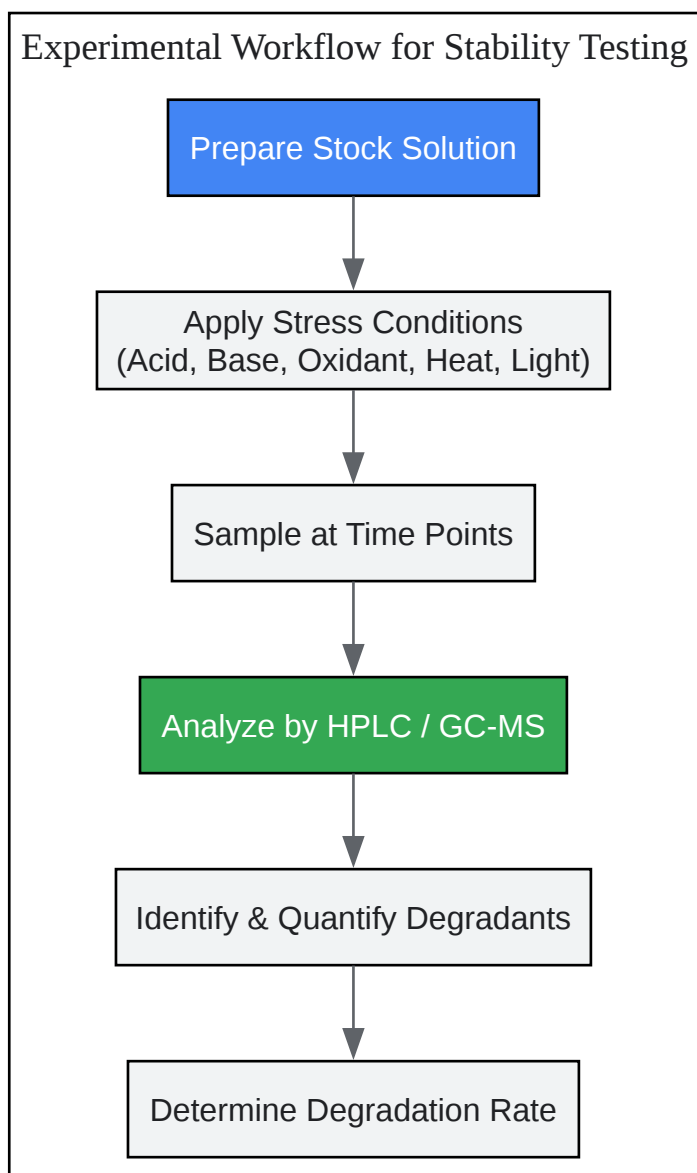 Experimental Workflow for Stability Testing
Prepare Stock Solution
Apply Stress Conditions
(Acid, Base, Oxidant, Heat, Light)
Sample at Time Points
Analyze by HPLC / GC-MS
Identify & Quantify Degradants
Determine Degradation Rate